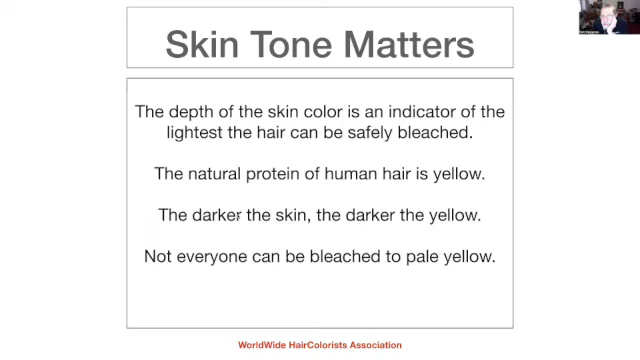 Skin Tone Matters
The depth of the skin color is an indicator of the
lightest the hair can be safely bleached.
The natural protein of human hair is yellow.
The darker the skin, the darker the yellow.
Not everyone can be bleached to pale yellow.
WorldWide HairColorists Association